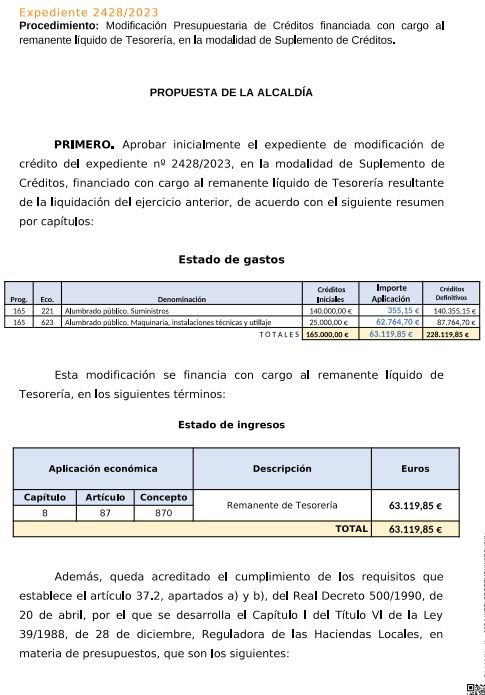 Expediente 2428/2023
Procedimiento: Modificación Presupuestaria de Créditos financiada con cargo al
remanente líquido de Tesorería, en la modalidad de Suplemento de Créditos.
PROPUESTA DE LA ALCALDÍA
PRIMERO. Aprobar inicialmente el expediente de modificación de
crédito del expediente nº 2428/2023, en la modalidad de Suplemento de
Créditos, financiado con cargo al remanente líquido de Tesorería resultante
de la liquidación del ejercicio anterior, de acuerdo con el siguiente resumen
por capítulos:
Estado de gastos
Prog. Eco. Denominación Créditos Iniciales Importe Aplicación Créditos Definitivos
165 221 Alumbrado público. Suministros 140.000,00 € 355,15 € 140.355,15 €
165 623 Alumbrado público. Maquinaria, instalaciones técnicas y utillaje 25.000,00 € 62.764,70 € 87.764,70 €
TOTALES 165.000,00 € 63.119,85 € 228.119,85 €
Esta modificación se financia con cargo al remanente líquido de
Tesorería, en los siguientes términos:
Estado de ingresos
Aplicación económica Descripción Euros
Capítulo Artículo Concepto
8 87 870 Remanente de Tesorería 63.119,85 €
TOTAL 63.119,85 €
Además, queda acreditado el cumplimiento de los requisitos que
establece el artículo 37.2, apartados a) y b), del Real Decreto 500/1990, de
20 de abril, por el que se desarrolla el Capítulo I del Título VI de la Ley
39/1988, de 28 de diciembre, Reguladora de las Haciendas Locales, en
materia de presupuestos, que son los siguientes: